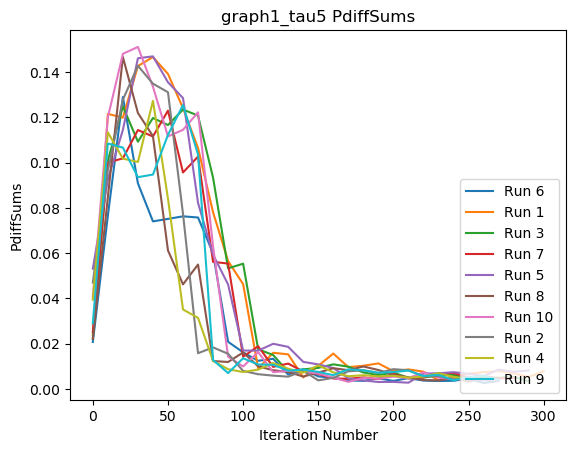 graph1_tau5 PdiffSums
PdiffSums
0.14
0.12
0.10
0.08
0.06
0.04
0.02
0.00
0
50
100
150
200
250
300
Iteration Number
Run 6
Run 1
Run 3
Run 7
Run 5
Run 8
Run 10
Run 2
Run 4
Run 9